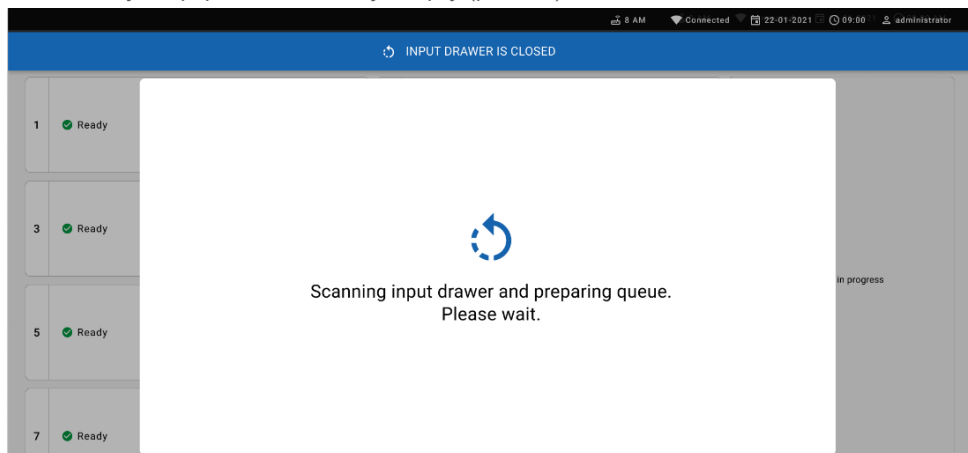 8 AM Connected 22-01-2021 09:00 administrator
INPUT DRAWER IS CLOSED
1 Ready
3 Ready
in progress
Scanning input drawer and preparing queue.
Please wait.
5 Ready
7 Ready